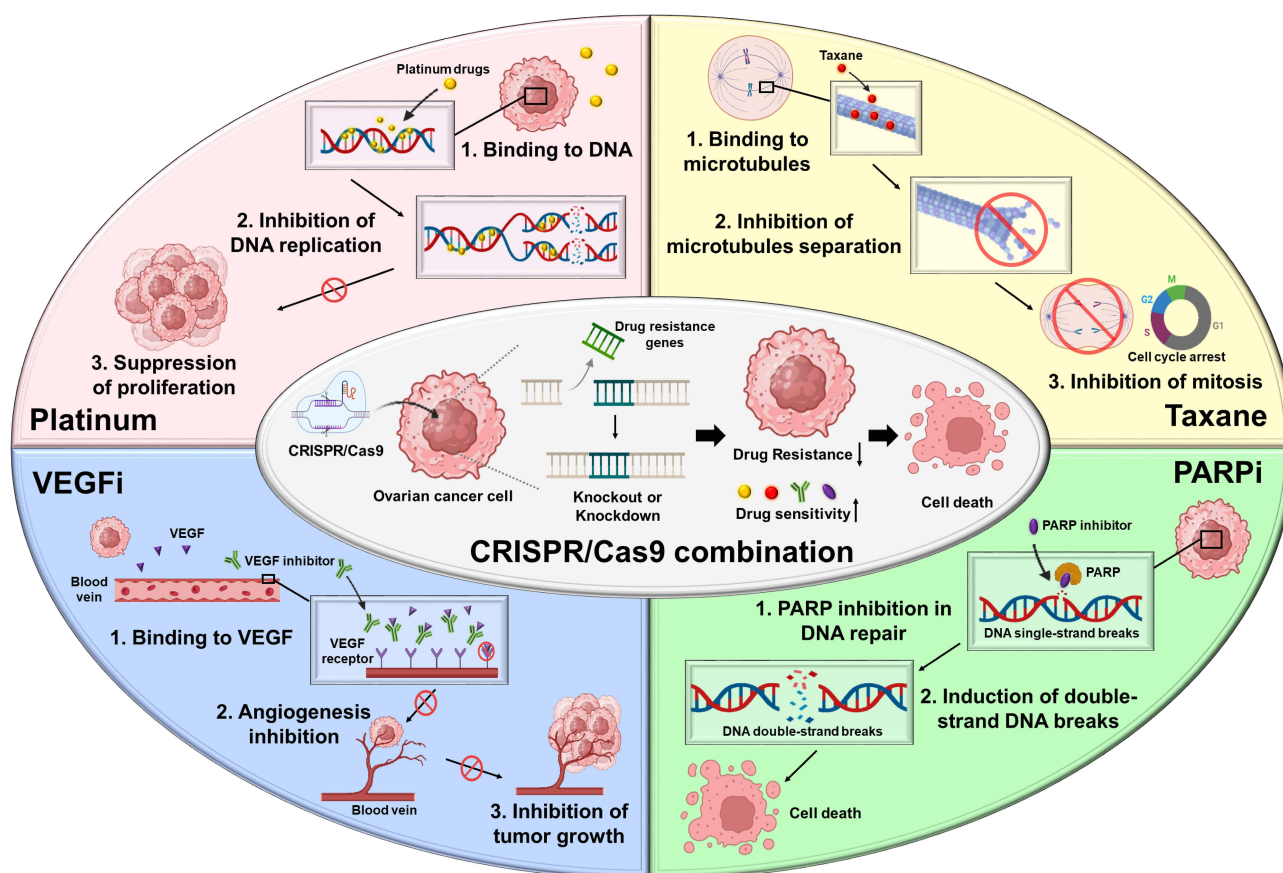 Platinum drugs
1. Binding to DNA
2. Inhibition of
DNA replication
3. Suppression
of proliferation
Platinum
Taxane
1. Binding to
microtubules
2. Inhibition of
microtubules separation
M
G2
G1
S
Cell cycle arrest
3. Inhibition of mitosis
Taxane
Drug resistance
genes
CRISPR/Cas9
Ovarian cancer cell
Knockout or
Knockdown
Drug Resistance
Drug sensitivity
Cell death
CRISPR/Cas9 combination
VEGFi
VEGF
VEGF inhibitor
Blood
vein
1. Binding to VEGF
VEGF
receptor
2. Angiogenesis
inhibition
Blood vein
3. Inhibition of
tumor growth
PARPi
PARP inhibitor
PARP
1. PARP inhibition in
DNA repair
DNA single-strand breaks
2. Induction of double-
strand DNA breaks
DNA double-strand breaks
Cell death